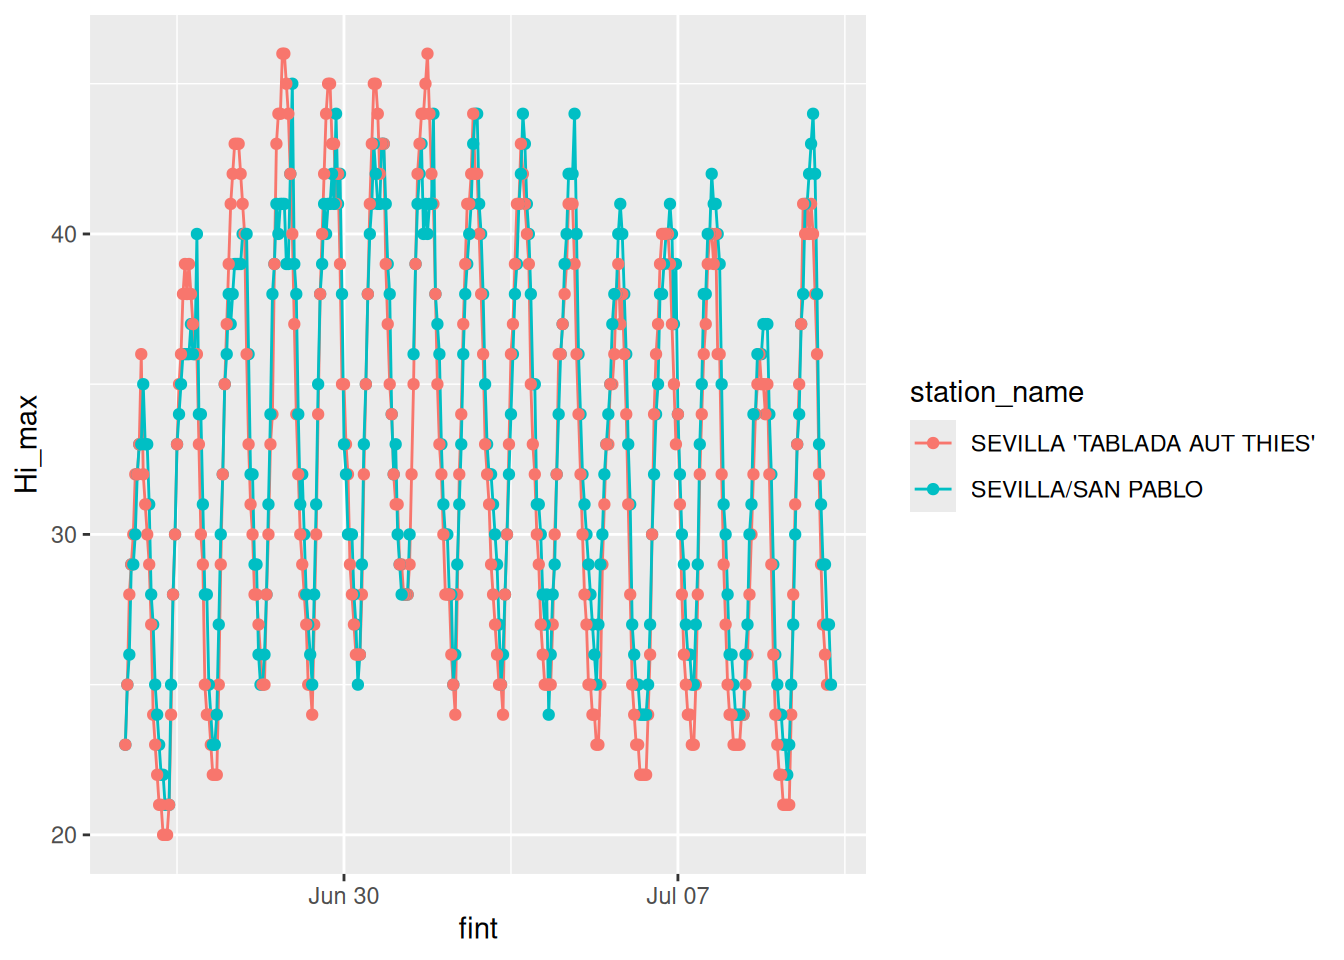 Hi_max
40
30
20
Jun 30
Jul 07
fint
station_name
SEVILLA 'TABLADA AUT THIES'
SEVILLA/SAN PABLO